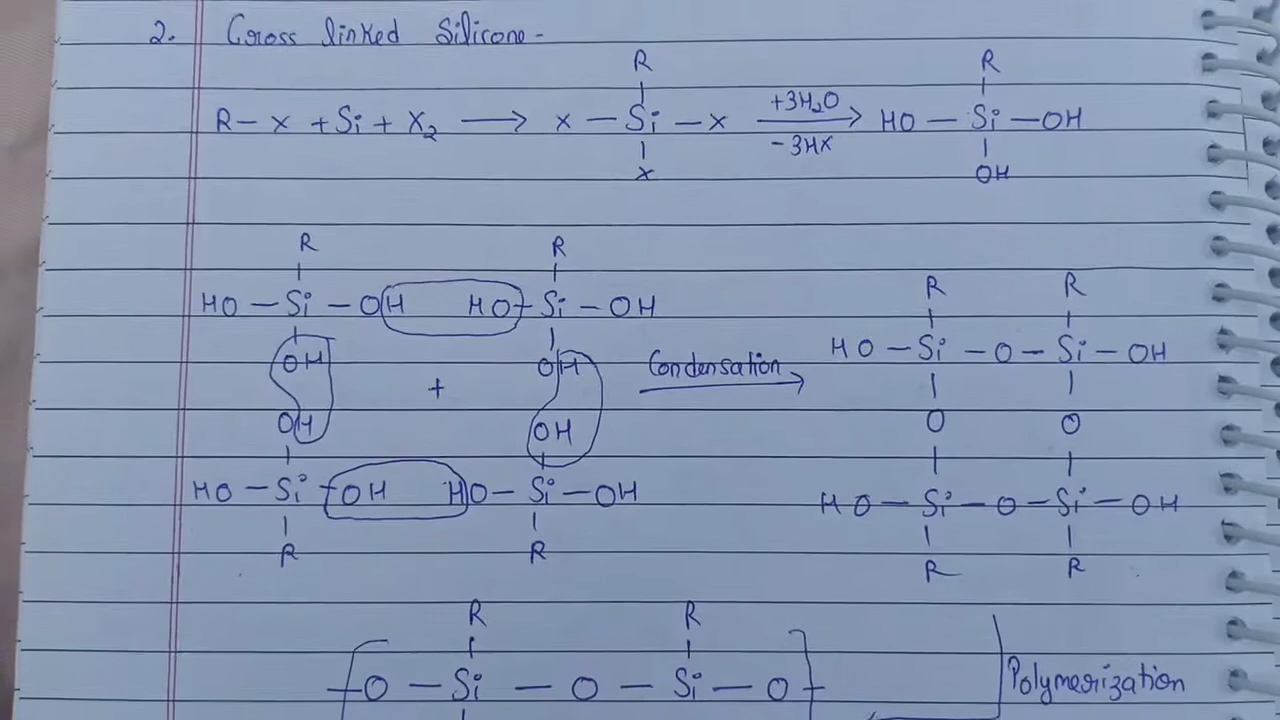 2. Cross linked Silicone-
R
R
R – X + Si + X₂ ⟶ X – Si – X +3H₂O ⟶ HO – Si – OH
- 3HX
X
OH
R
R
R
R
HO – Si – OH HO – Si – OH
HO – Si – O – Si – OH
OH
OH
Condensation
+
OH
OH
O
O
HO – Si – OH HO – Si – OH
HO – Si – O – Si – OH
R
R
R
R
R
R
– O – Si – O – Si – O –
Polymerization